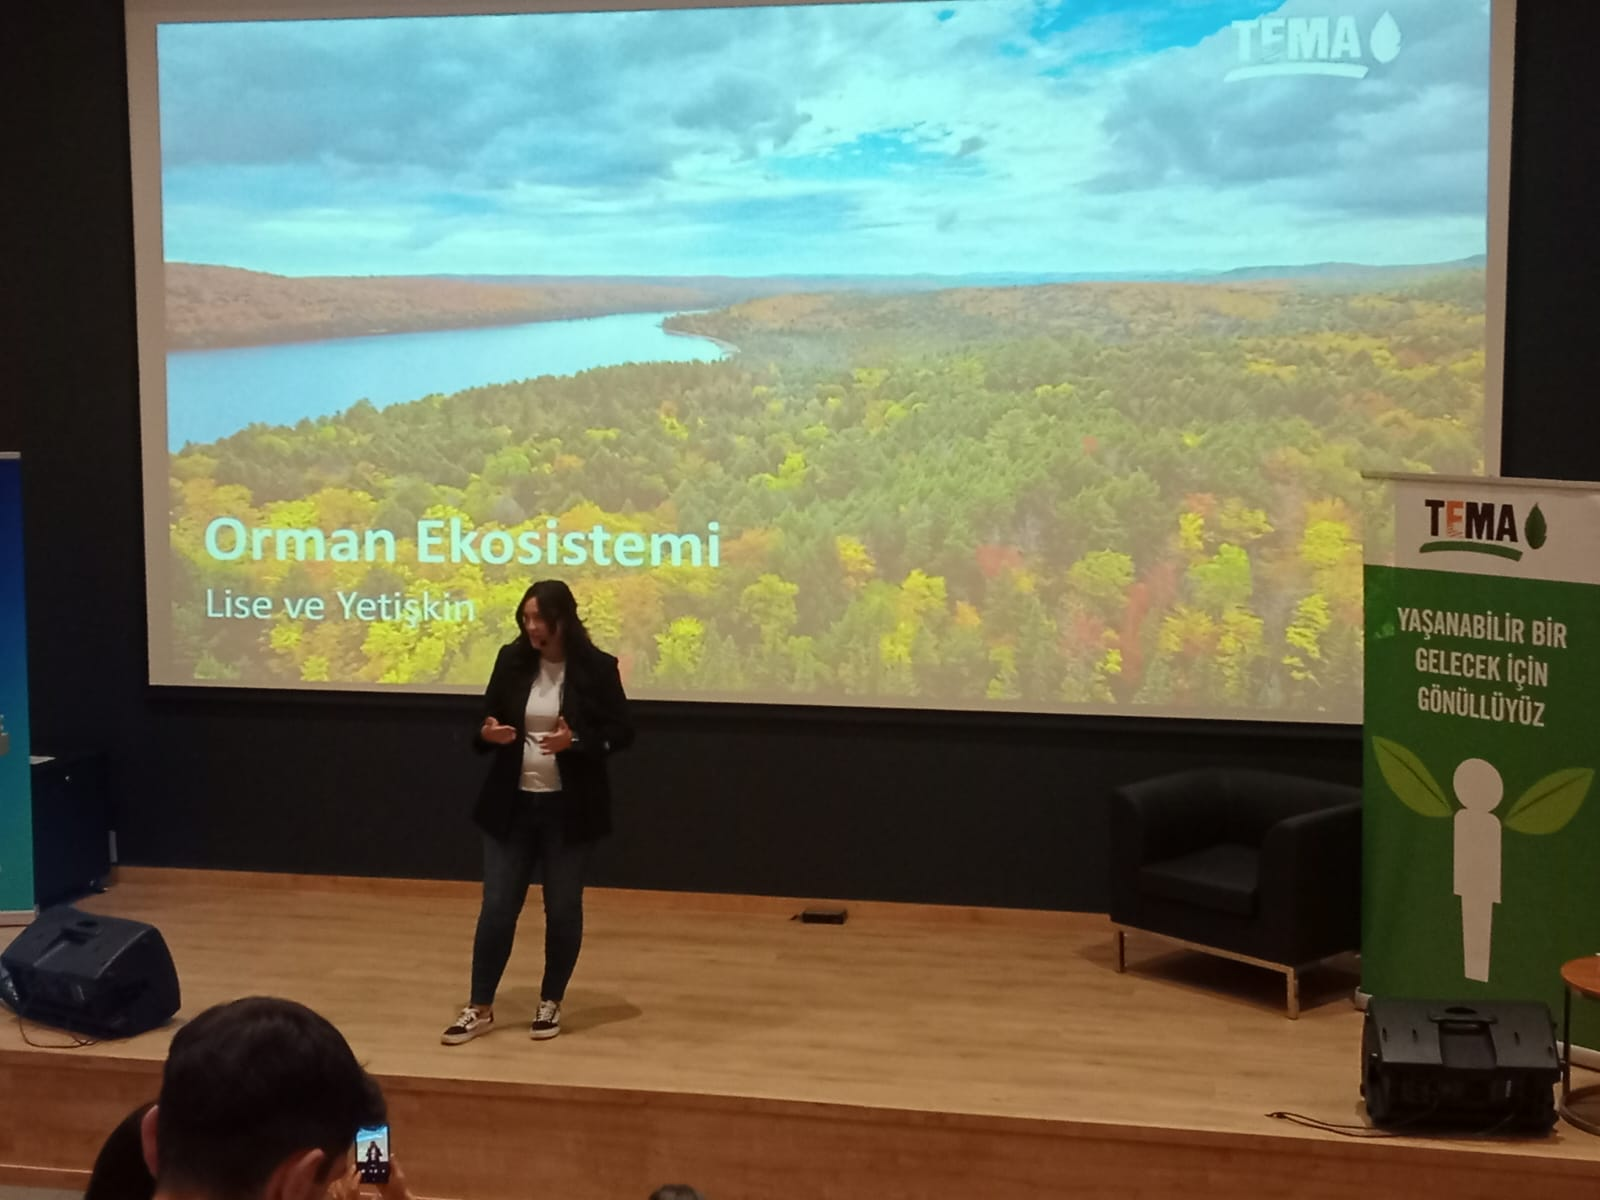 TEMA
Orman Ekosistemi
Lise ve Yetişkin
TEMA
YAŞANABİLİR BİR
GELECEK İÇİN
GÖNÜLLÜYÜZ